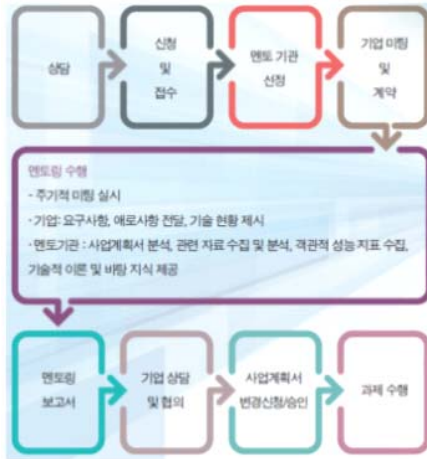 상담
신청
및
접수
멘토 기관
선정
기업 미팅
및
계약
멘토링 수행
- 주기적 미팅 실시
- 기업: 요구사항, 애로사항 전달, 기술 현황 제시
- 멘토기관 : 사업계획서 분석, 관련 자료 수집 및 분석, 객관적 성능 지표 수집,
기술적 이론 및 바탕 지식 제공
멘토링
보고서
기업 상담
및 협의
사업계획서
변경신청/승인
과제 수행